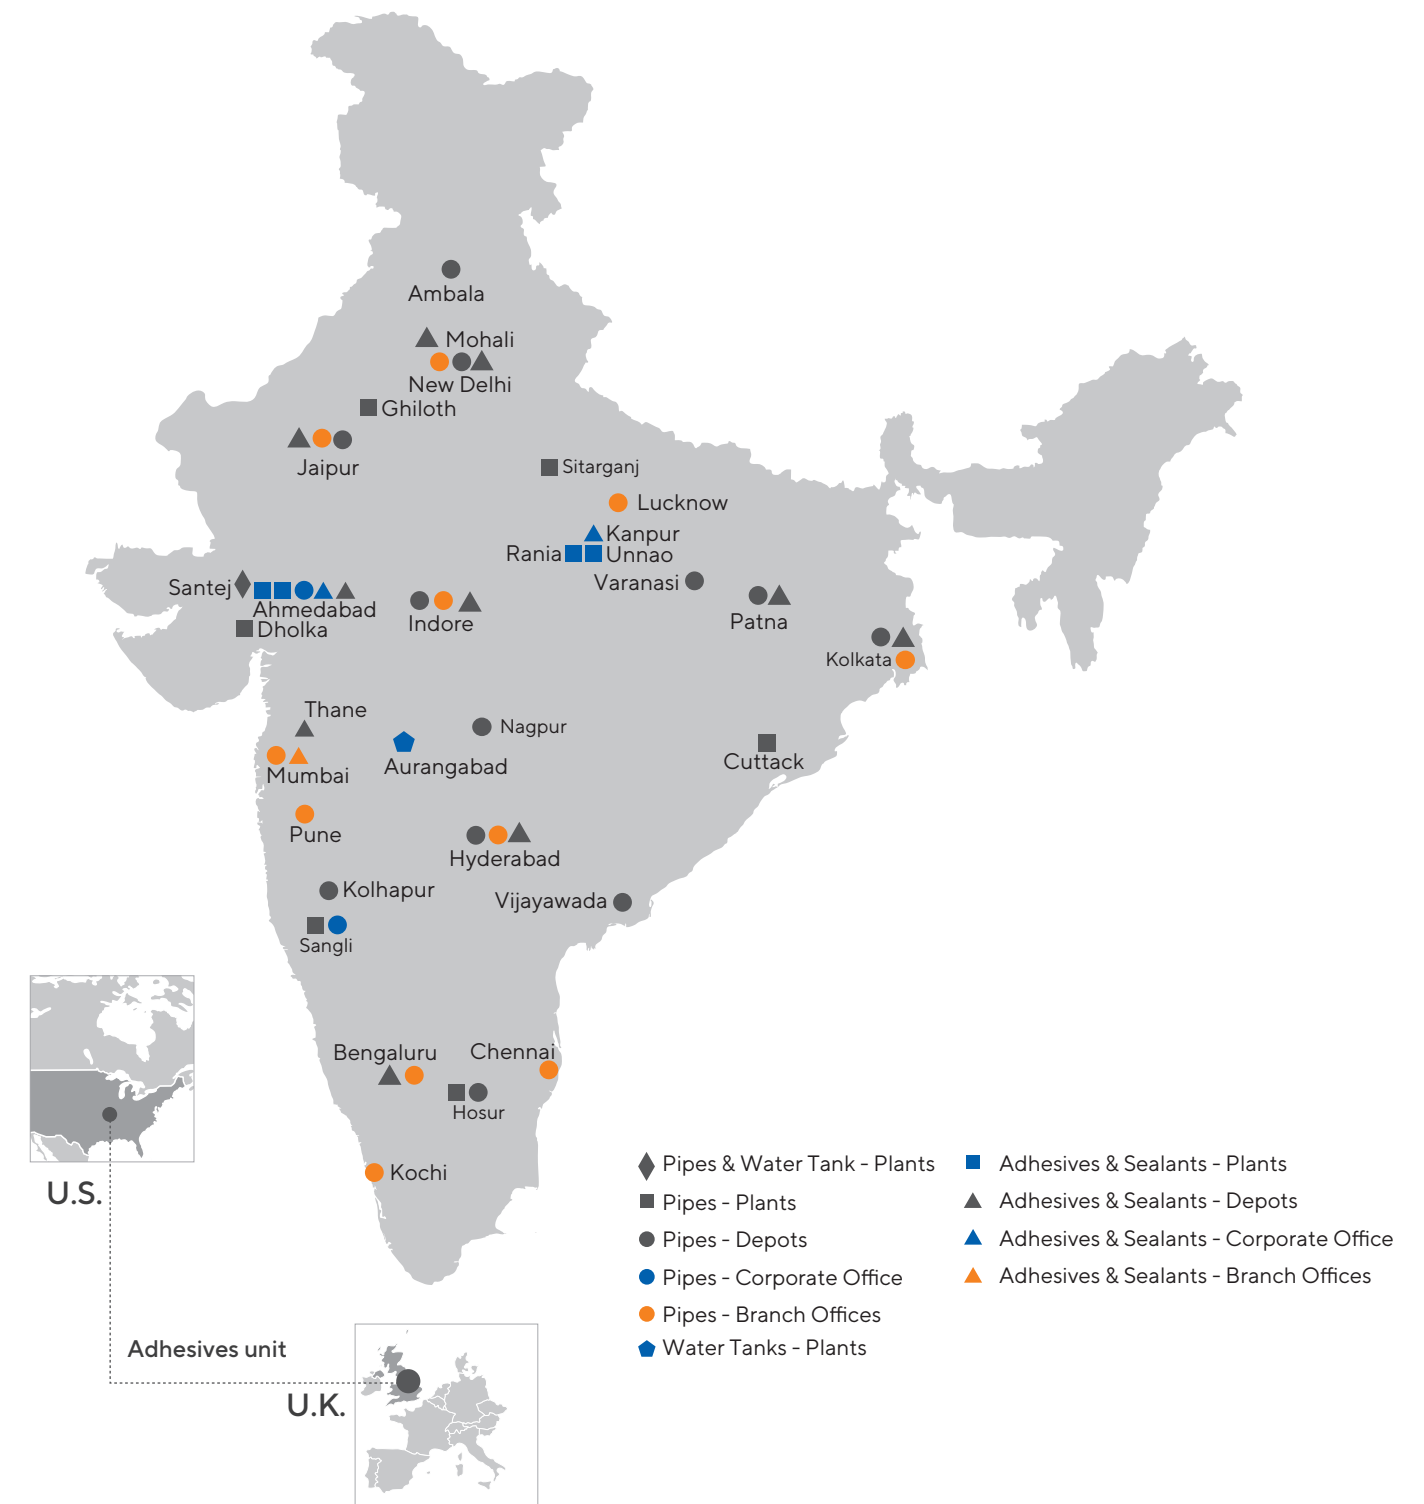 Ambala
Mohali
New Delhi
Ghiloth
Jaipur
Sitarganj
Lucknow
Kanpur
Rania
Unnao
Varanasi
Santej
Ahmedabad
Dholka
Indore
Patna
Kolkata
Thane
Nagpur
Mumbai
Aurangabad
Cuttack
Pune
Hyderabad
Kolhapur
Vijayawada
Sangli
Bengaluru
Chennai
Hosur
Kochi
U.S.
Adhesives unit
U.K.
Pipes & Water Tank - Plants
Pipes - Plants
Pipes - Depots
Pipes - Corporate Office
Pipes - Branch Offices
Water Tanks - Plants
Adhesives & Sealants - Plants
Adhesives & Sealants - Depots
Adhesives & Sealants - Corporate Office
Adhesives & Sealants - Branch Offices